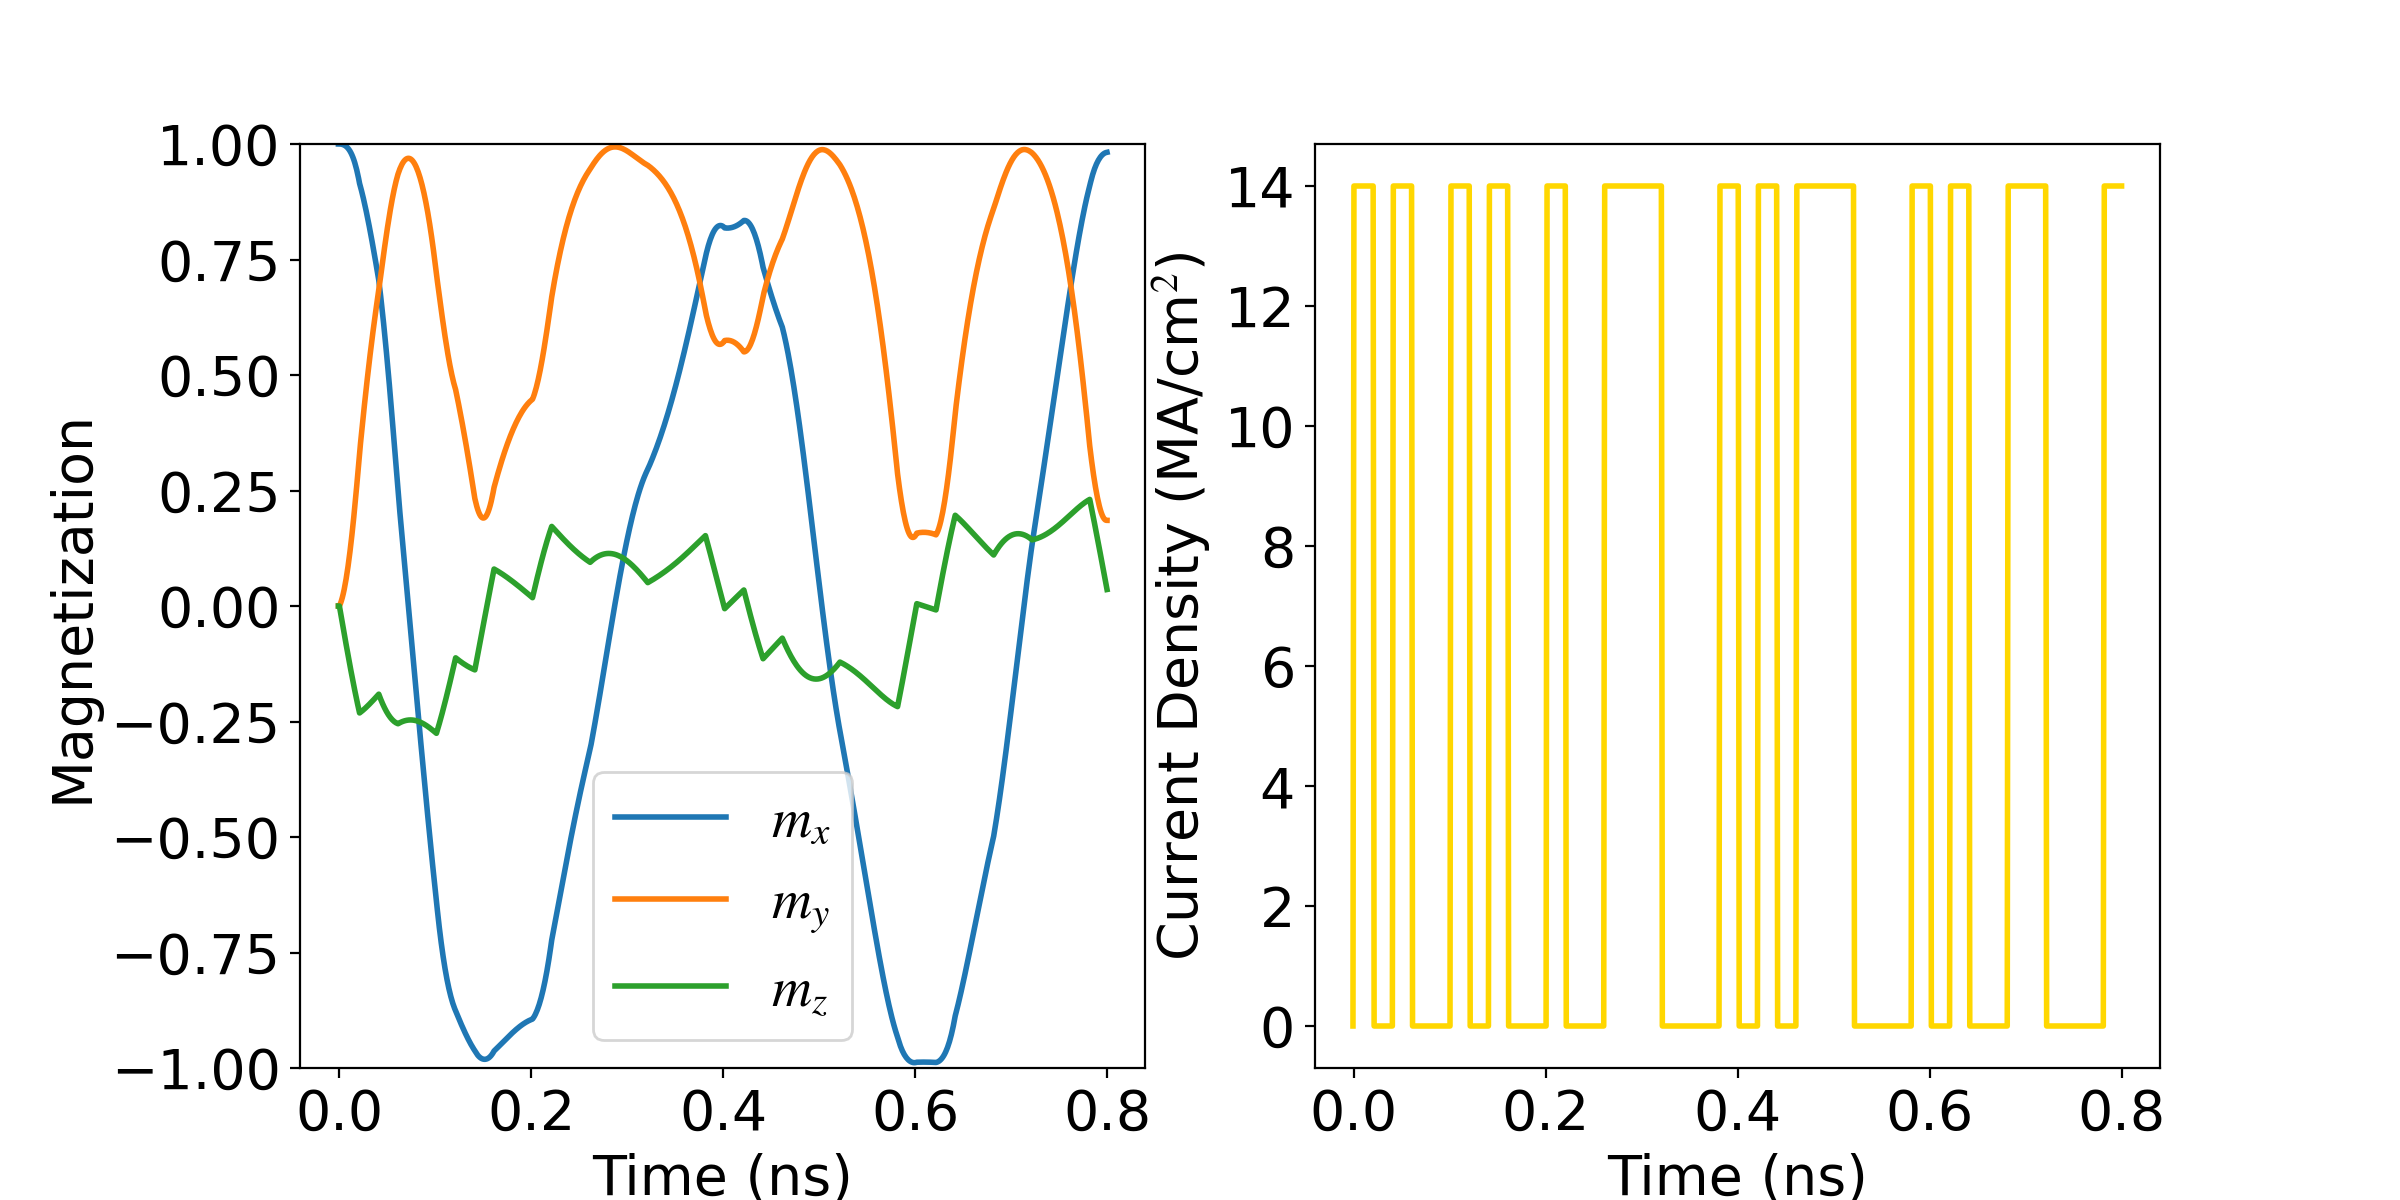 1.00
0.75
0.50
0.25
0.00
−0.25
−0.50
−0.75
−1.00
Magnetization
0.0 0.2 0.4 0.6 0.8
Time (ns)
m_x
m_y
m_z
14
12
10
8
6
4
2
0
Current Density (MA/cm²)
0.0 0.2 0.4 0.6 0.8
Time (ns)